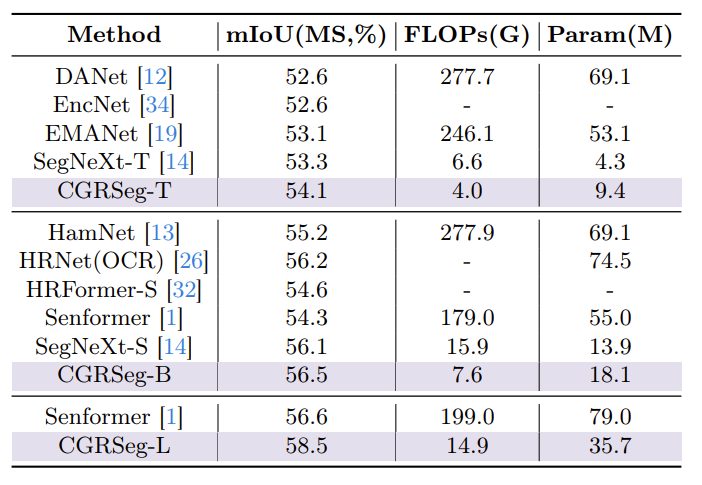 Method mIoU(MS,%) FLOPs(G) Param(M)
DANet [12] 52.6 277.7 69.1
EncNet [34] 52.6 - -
EMANet [19] 53.1 246.1 53.1
SegNeXt-T [14] 53.3 6.6 4.3
CGRSeg-T 54.1 4.0 9.4
HamNet [13] 55.2 277.9 69.1
HRNet(OCR) [26] 56.2 - 74.5
HRFormer-S [32] 54.6 - -
Senformer [1] 54.3 179.0 55.0
SegNeXt-S [14] 56.1 15.9 13.9
CGRSeg-B 56.5 7.6 18.1
Senformer [1] 56.6 199.0 79.0
CGRSeg-L 58.5 14.9 35.7